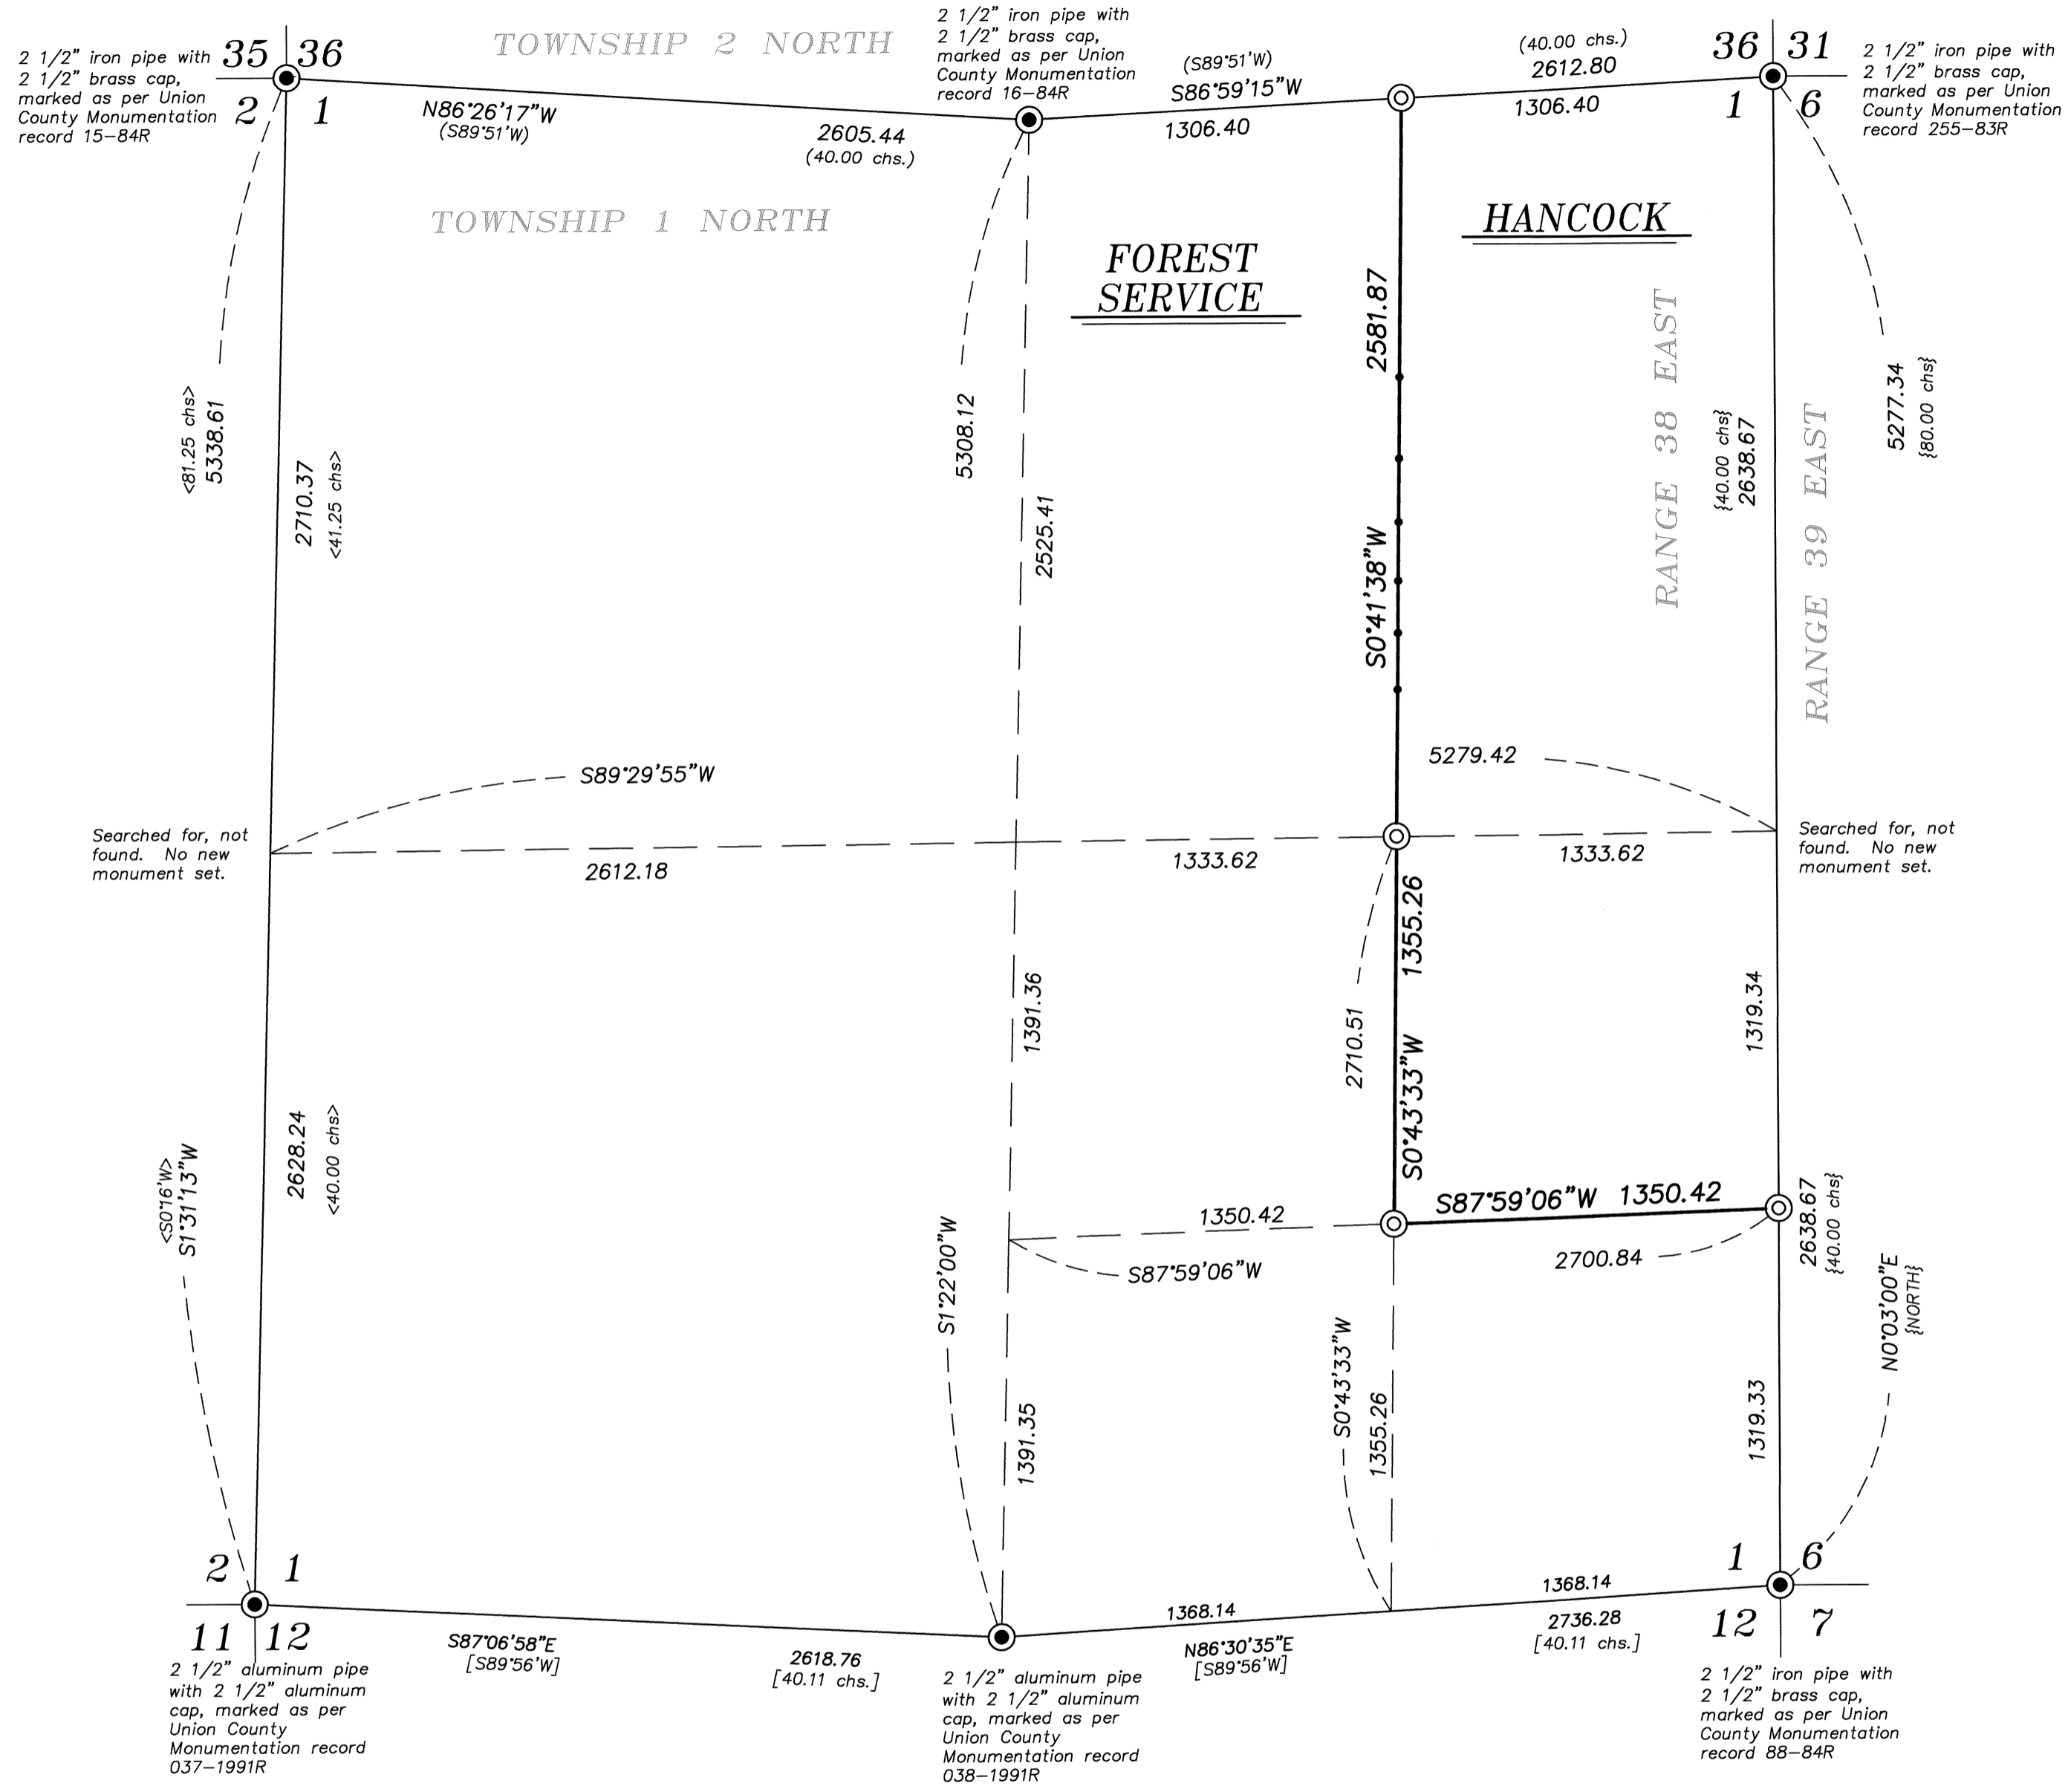 2 1/2" iron pipe with
2 1/2" brass cap,
marked as per Union
County Monumentation
record 15-84R
35 36
2 1
TOWNSHIP 2 NORTH
2 1/2" iron pipe with
2 1/2" brass cap,
marked as per Union
County Monumentation
record 16-84R
(S89°51'W)
S86°59'15"W
1306.40
(40.00 chs.)
2612.80
1306.40
36 31
1 6
2 1/2" iron pipe with
2 1/2" brass cap,
marked as per Union
County Monumentation
record 255-83R
N86°26'17"W
(S89°51'W)
2605.44
(40.00 chs.)
TOWNSHIP 1 NORTH
FOREST
SERVICE
HANCOCK
<81.25 chs>
5338.61
2710.37
<41.25 chs>
5308.12
2525.41
2581.87
S0°41'38"W
RANGE 38 EAST
{40.00 chs}
2638.67
RANGE 39 EAST
5277.34
{80.00 chs}
S89°29'55"W
5279.42
Searched for, not
found. No new
monument set.
2612.18
1333.62
1333.62
Searched for, not
found. No new
monument set.
1391.36
2710.51
1355.26
S0°43'33"W
1319.34
<S0°16'W>
S1°31'13"W
2628.24
<40.00 chs>
S1°22'00"W
1350.42
S87°59'06"W
S87°59'06"W 1350.42
2700.84
2638.67
{40.00 chs}
N0°03'00"E
{NORTH}
1391.35
S0°43'33"W
1355.26
1319.33
2 1
11 12
2 1/2" aluminum pipe
with 2 1/2" aluminum
cap, marked as per
Union County
Monumentation record
037-1991R
S87°06'58"E
[S89°56'W]
2618.76
[40.11 chs.]
2 1/2" aluminum pipe
with 2 1/2" aluminum
cap, marked as per
Union County
Monumentation record
038-1991R
1368.14
N86°30'35"E
[S89°56'W]
1368.14
2736.28
[40.11 chs.]
1 6
12 7
2 1/2" iron pipe with
2 1/2" brass cap,
marked as per Union
County Monumentation
record 88-84R